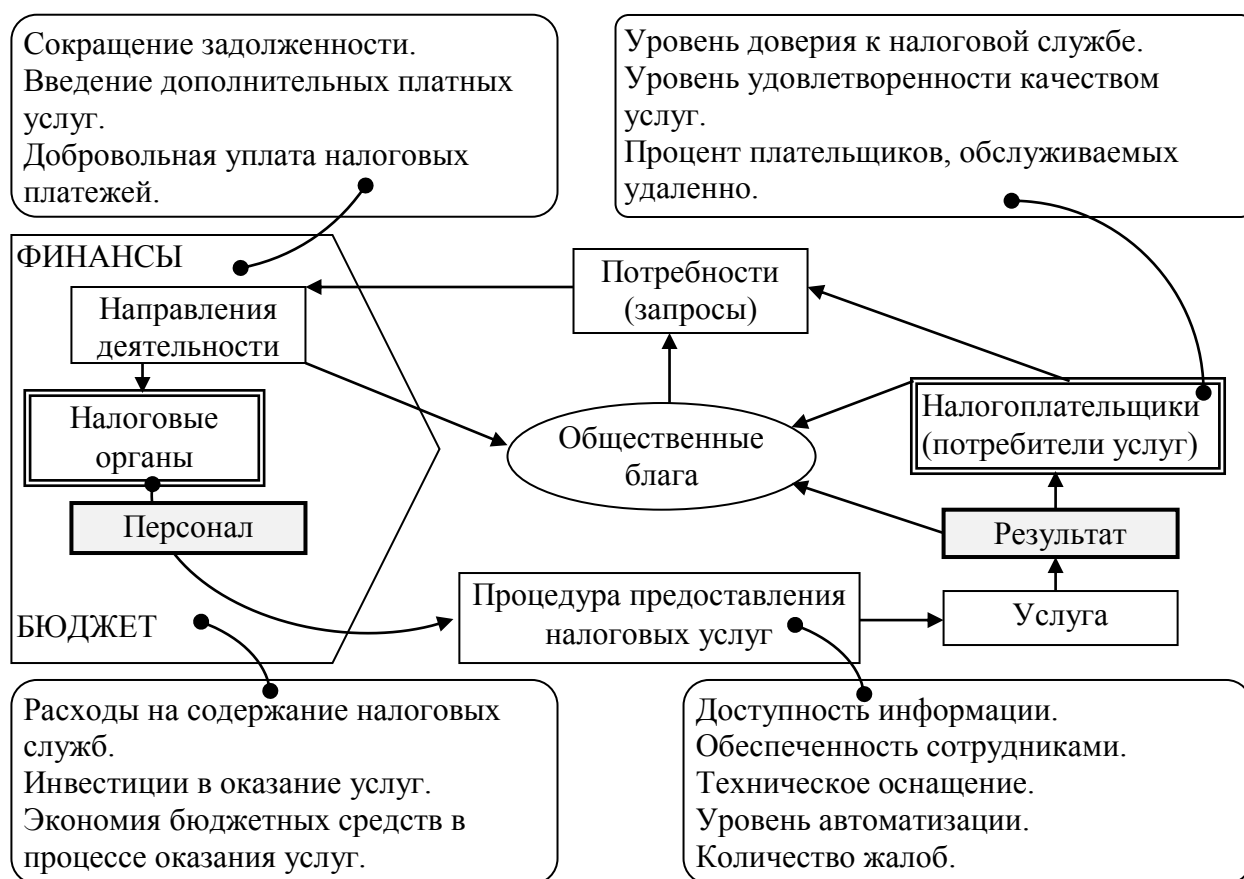 Сокращение задолженности.
Введение дополнительных платных
услуг.
Добровольная уплата налоговых
платежей.
Уровень доверия к налоговой службе.
Уровень удовлетворенности качеством
услуг.
Процент плательщиков, обслуживаемых
удаленно.
ФИНАНСЫ
Направления
деятельности
Налоговые
органы
Персонал
БЮДЖЕТ
Потребности
(запросы)
Общественные
блага
Налогоплательщики
(потребители услуг)
Результат
Услуга
Процедура предоставления
налоговых услуг
Расходы на содержание налоговых
служб.
Инвестиции в оказание услуг.
Экономия бюджетных средств в
процессе оказания услуг.
Доступность информации.
Обеспеченность сотрудниками.
Техническое оснащение.
Уровень автоматизации.
Количество жалоб.